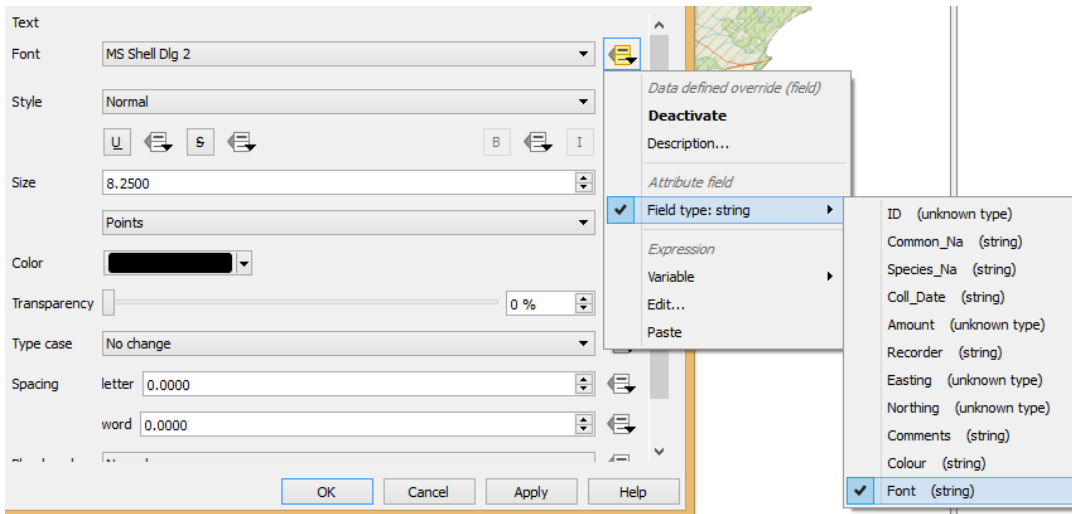 Text
Font MS Shell Dlg 2
Style Normal
U S B I
Size 8.2500
Points
Color
Transparency 0 %
Type case No change
Spacing letter 0.0000
word 0.0000
OK Cancel Apply Help
Data defined override (field)
Deactivate
Description...
Attribute field
Field type: string
Expression
Variable
Edit...
Paste
ID (unknown type)
Common_Na (string)
Species_Na (string)
Coll_Date (string)
Amount (unknown type)
Recorder (string)
Easting (unknown type)
Northing (unknown type)
Comments (string)
Colour (string)
Font (string)